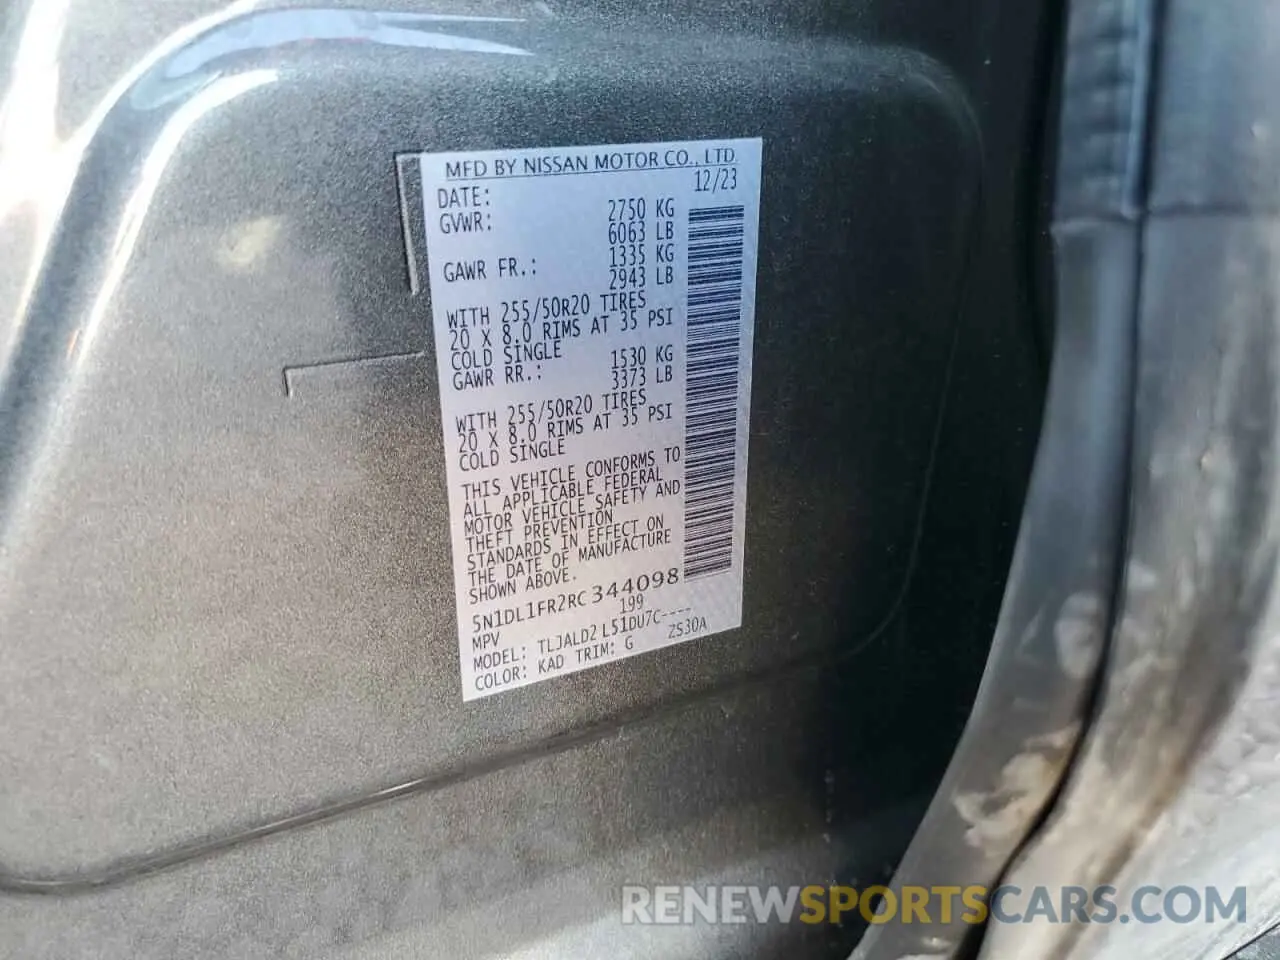 MFD BY NISSAN MOTOR CO., LTD.
DATE: 12/23
GVWR: 2750 KG
6063 LB
GAWR FR.: 1335 KG
2943 LB
WITH 255/50R20 TIRES
20 X 8.0 RIMS AT 35 PSI
COLD SINGLE
GAWR RR.: 1530 KG
3373 LB
WITH 255/50R20 TIRES
20 X 8.0 RIMS AT 35 PSI
COLD SINGLE
THIS VEHICLE CONFORMS TO
ALL APPLICABLE FEDERAL
MOTOR VEHICLE SAFETY AND
THEFT PREVENTION
STANDARDS IN EFFECT ON
THE DATE OF MANUFACTURE
SHOWN ABOVE.
5N1DL1FR2RC344098
MPV 199
MODEL: TLJALD2 L51DU7C----
COLOR: KAD TRIM: G ZS30A
RENEWSPORTSCARS.COM